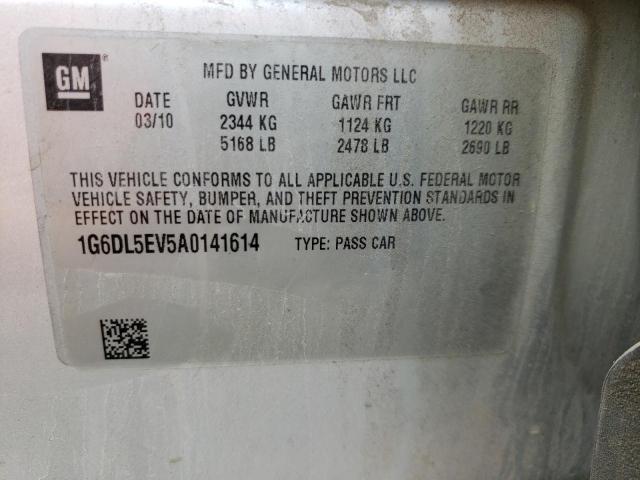 GM
MFD BY GENERAL MOTORS LLC
DATE GVWR GAWR FRT GAWR RR
03/10 2344 KG 1124 KG 1220 KG
5168 LB 2478 LB 2690 LB
THIS VEHICLE CONFORMS TO ALL APPLICABLE U.S. FEDERAL MOTOR
VEHICLE SAFETY, BUMPER, AND THEFT PREVENTION STANDARDS IN
EFFECT ON THE DATE OF MANUFACTURE SHOWN ABOVE.
1G6DL5EV5A0141614 TYPE: PASS CAR